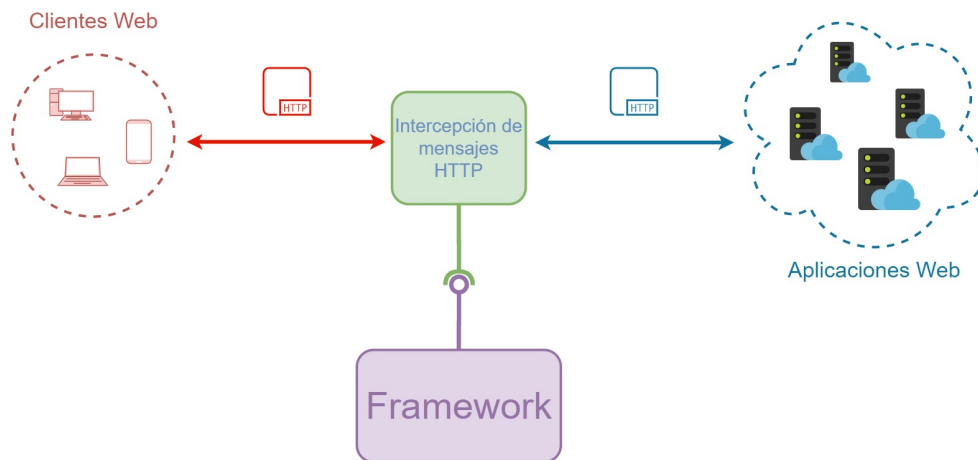 Clientes Web
HTTP
HTTP
Intercepción de
mensajes
HTTP
Aplicaciones Web
Framework